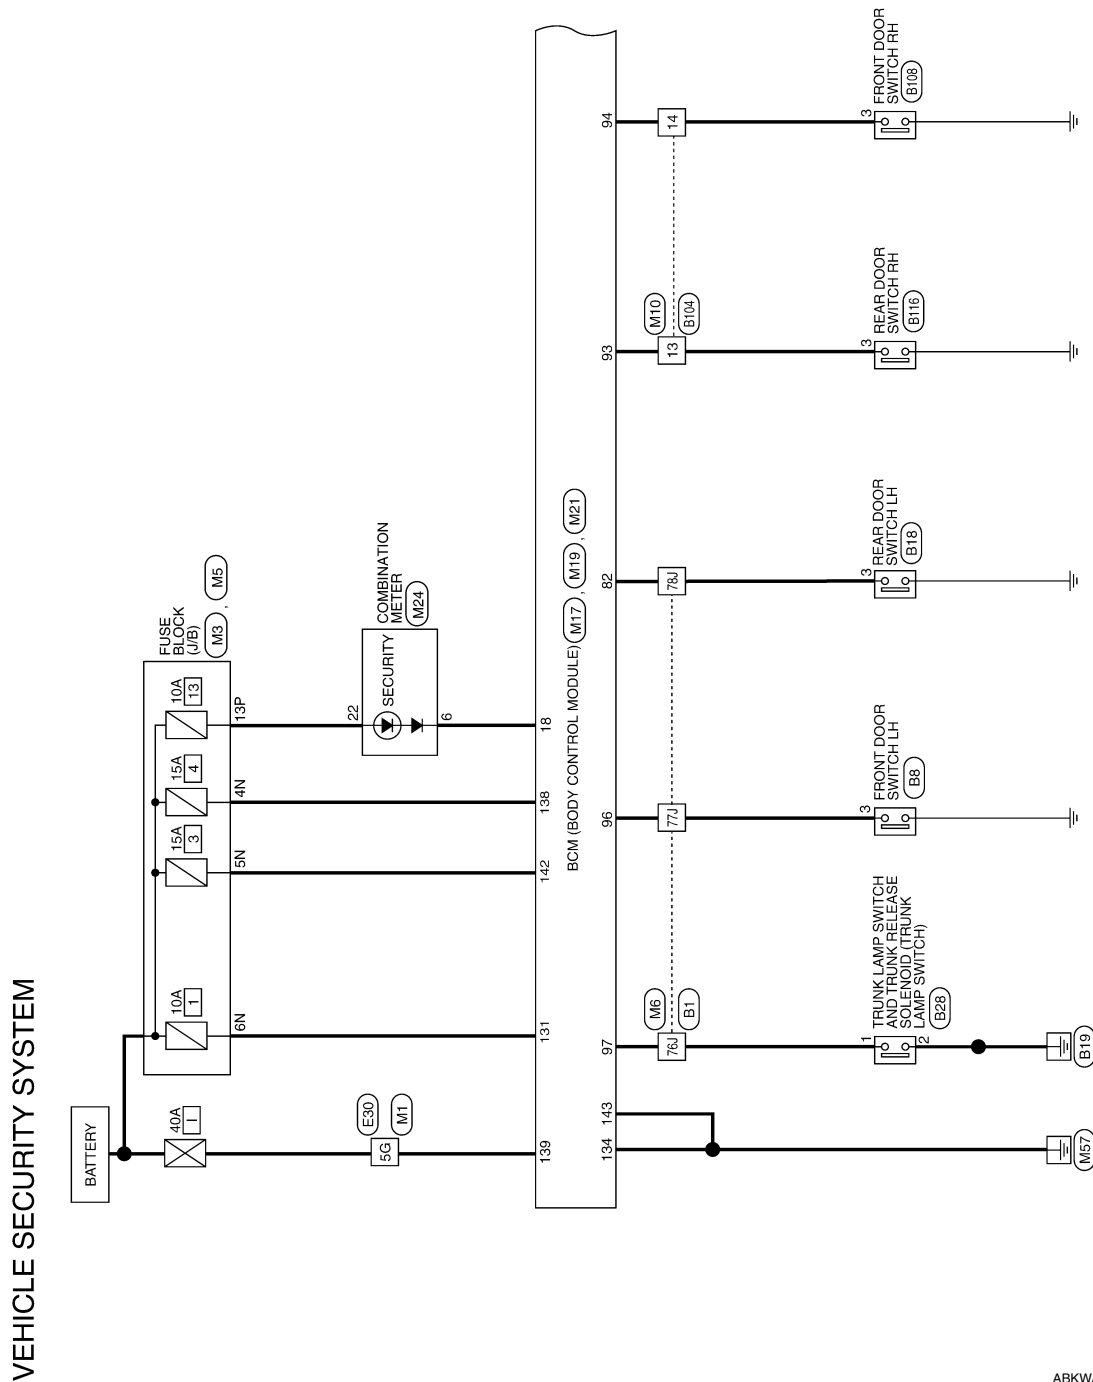 VEHICLE SECURITY SYSTEM
BATTERY
40A
I
E30
5G
M1
139
FUSE
BLOCK
(J/B)
M3 , M5
10A
1
6N
131
15A
3
5N
142
15A
4
4N
138
10A
13
13P
22
SECURITY
COMBINATION
METER
M24
6
18
BCM (BODY CONTROL MODULE) M17 , M19 , M21
134
143
97
96
82
93
94
M6
76J
B1
77J
78J
M10
13
B104
14
M57
1
TRUNK LAMP SWITCH
AND TRUNK RELEASE
SOLENOID (TRUNK
LAMP SWITCH)
B28
2
B19
3
FRONT DOOR
SWITCH LH
B8
3
REAR DOOR
SWITCH LH
B18
3
REAR DOOR
SWITCH RH
B116
3
FRONT DOOR
SWITCH RH
B108